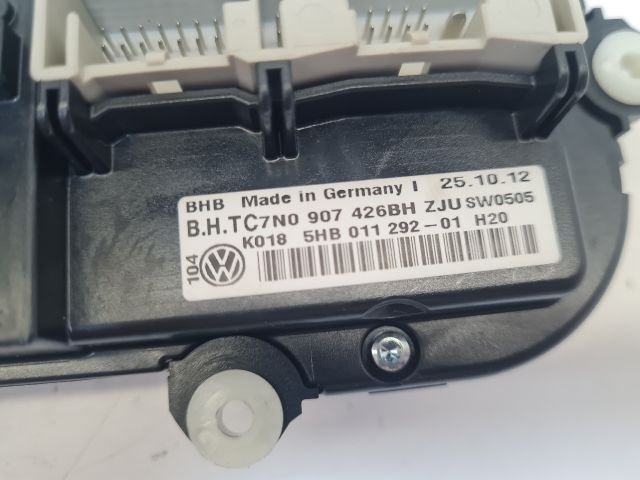 BHB Made in Germany I 25.10.12
B.H.TC7N0 907 426BH ZJU SW0505
K018 5HB 011 292-01 H20
104